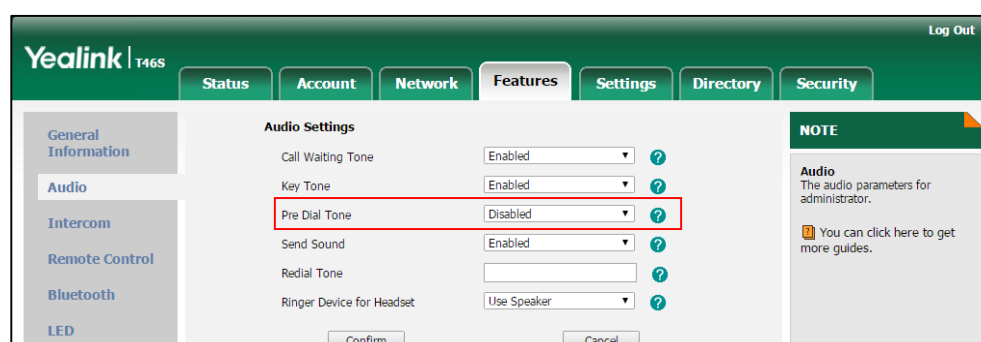 Log Out
Yealink | T46S
Status Account Network Features Settings Directory Security
General
Information
Audio
Intercom
Remote Control
Bluetooth
LED
Audio Settings
Call Waiting Tone Enabled ?
Key Tone Enabled ?
Pre Dial Tone Disabled ?
Send Sound Enabled ?
Redial Tone ?
Ringer Device for Headset Use Speaker ?
Confirm Cancel
NOTE
Audio
The audio parameters for
administrator.
? You can click here to get
more guides.